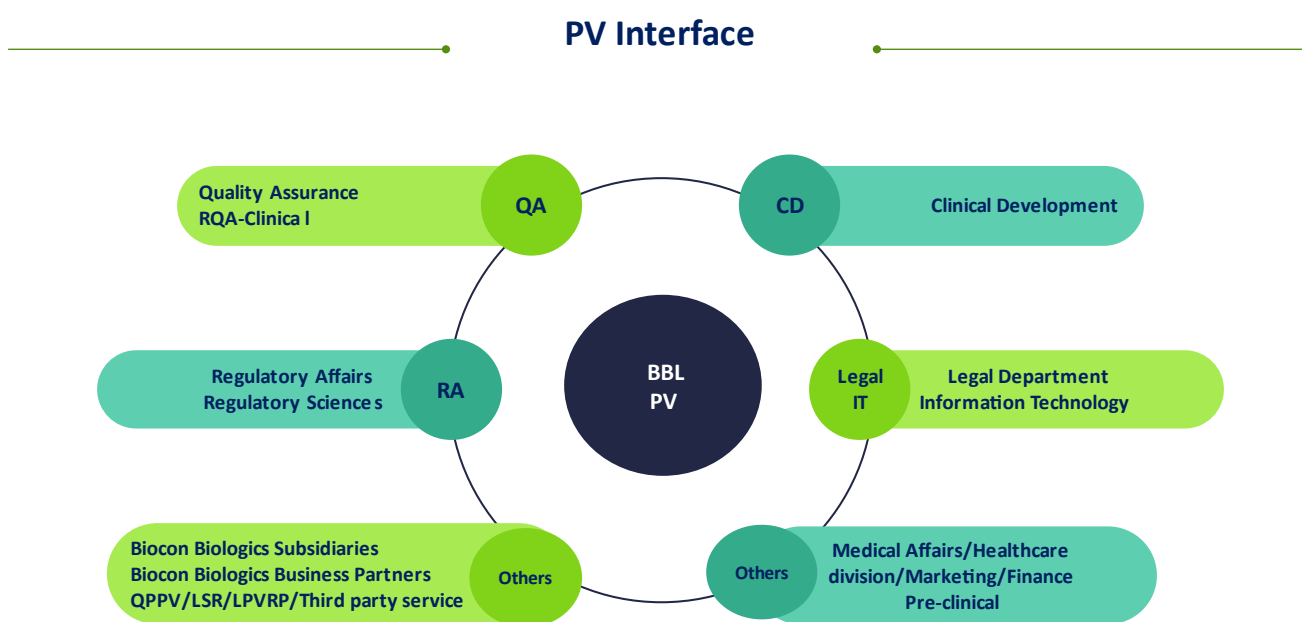 PV Interface
Quality Assurance
RQA-Clinical
QA
CD
Clinical Development
Regulatory Affairs
Regulatory Sciences
RA
BBL
PV
Legal
IT
Legal Department
Information Technology
Biocon Biologics Subsidiaries
Biocon Biologics Business Partners
QPPV/LSR/LPVRP/Third party service
Others
Others
Medical Affairs/Healthcare
division/Marketing/Finance
Pre-clinical